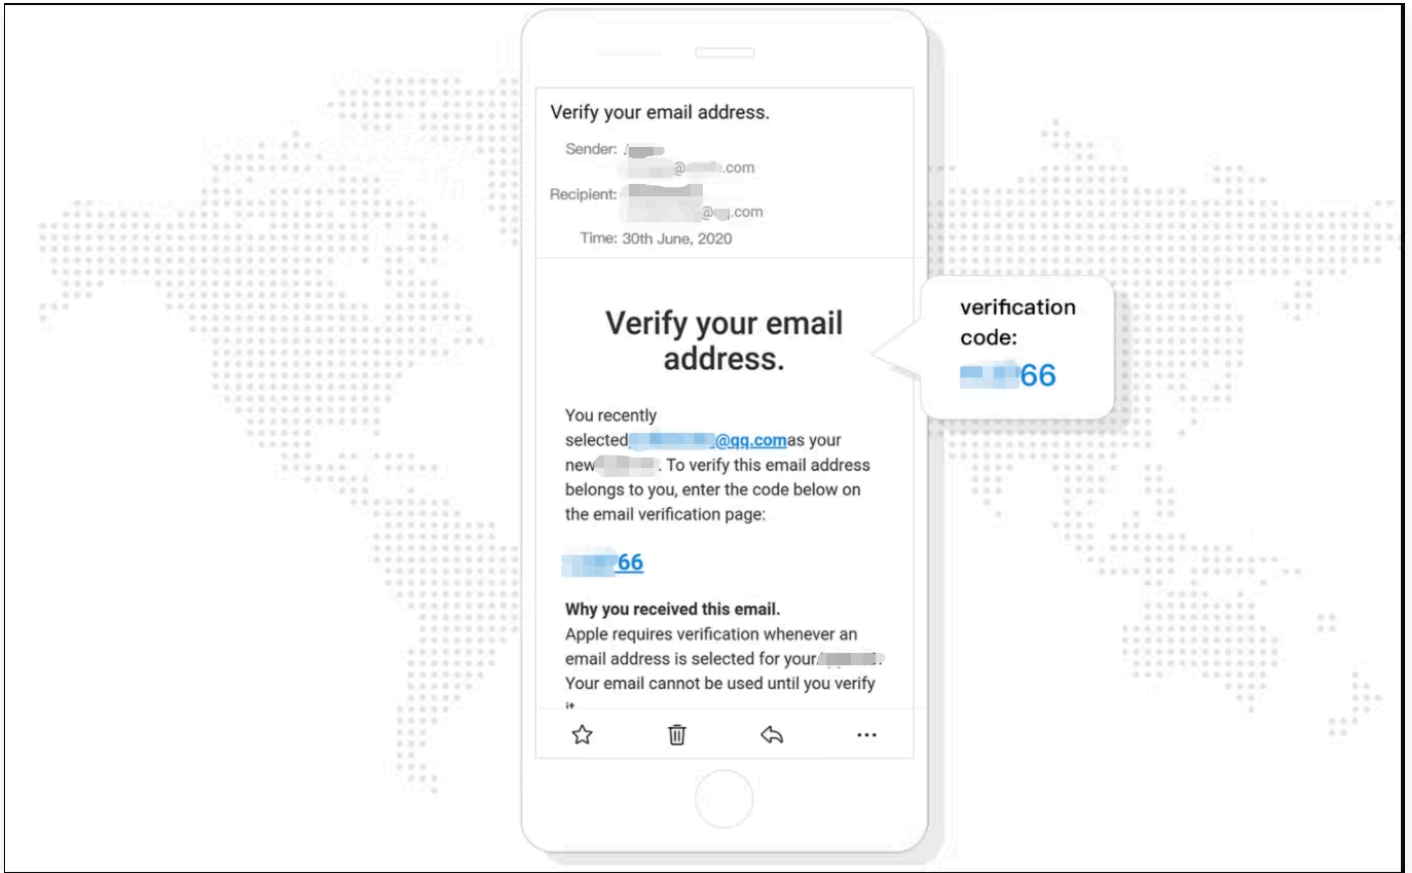 Verify your email address.
Sender:
@ .com
Recipient:
@ .com
Time: 30th June, 2020
Verify your email
address.
You recently
selected @qq.comas your
new . To verify this email address
belongs to you, enter the code below on
the email verification page:
66
Why you received this email.
Apple requires verification whenever an
email address is selected for your .
Your email cannot be used until you verify
verification
code:
66